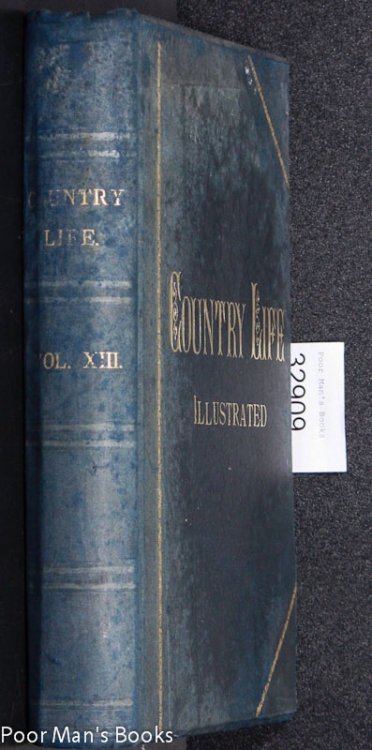 COUNTRY
LIFE.
VOL. XIII.
COUNTRY LIFE
ILLUSTRATED
Poor Man's Books
32909
Poor Man's Books